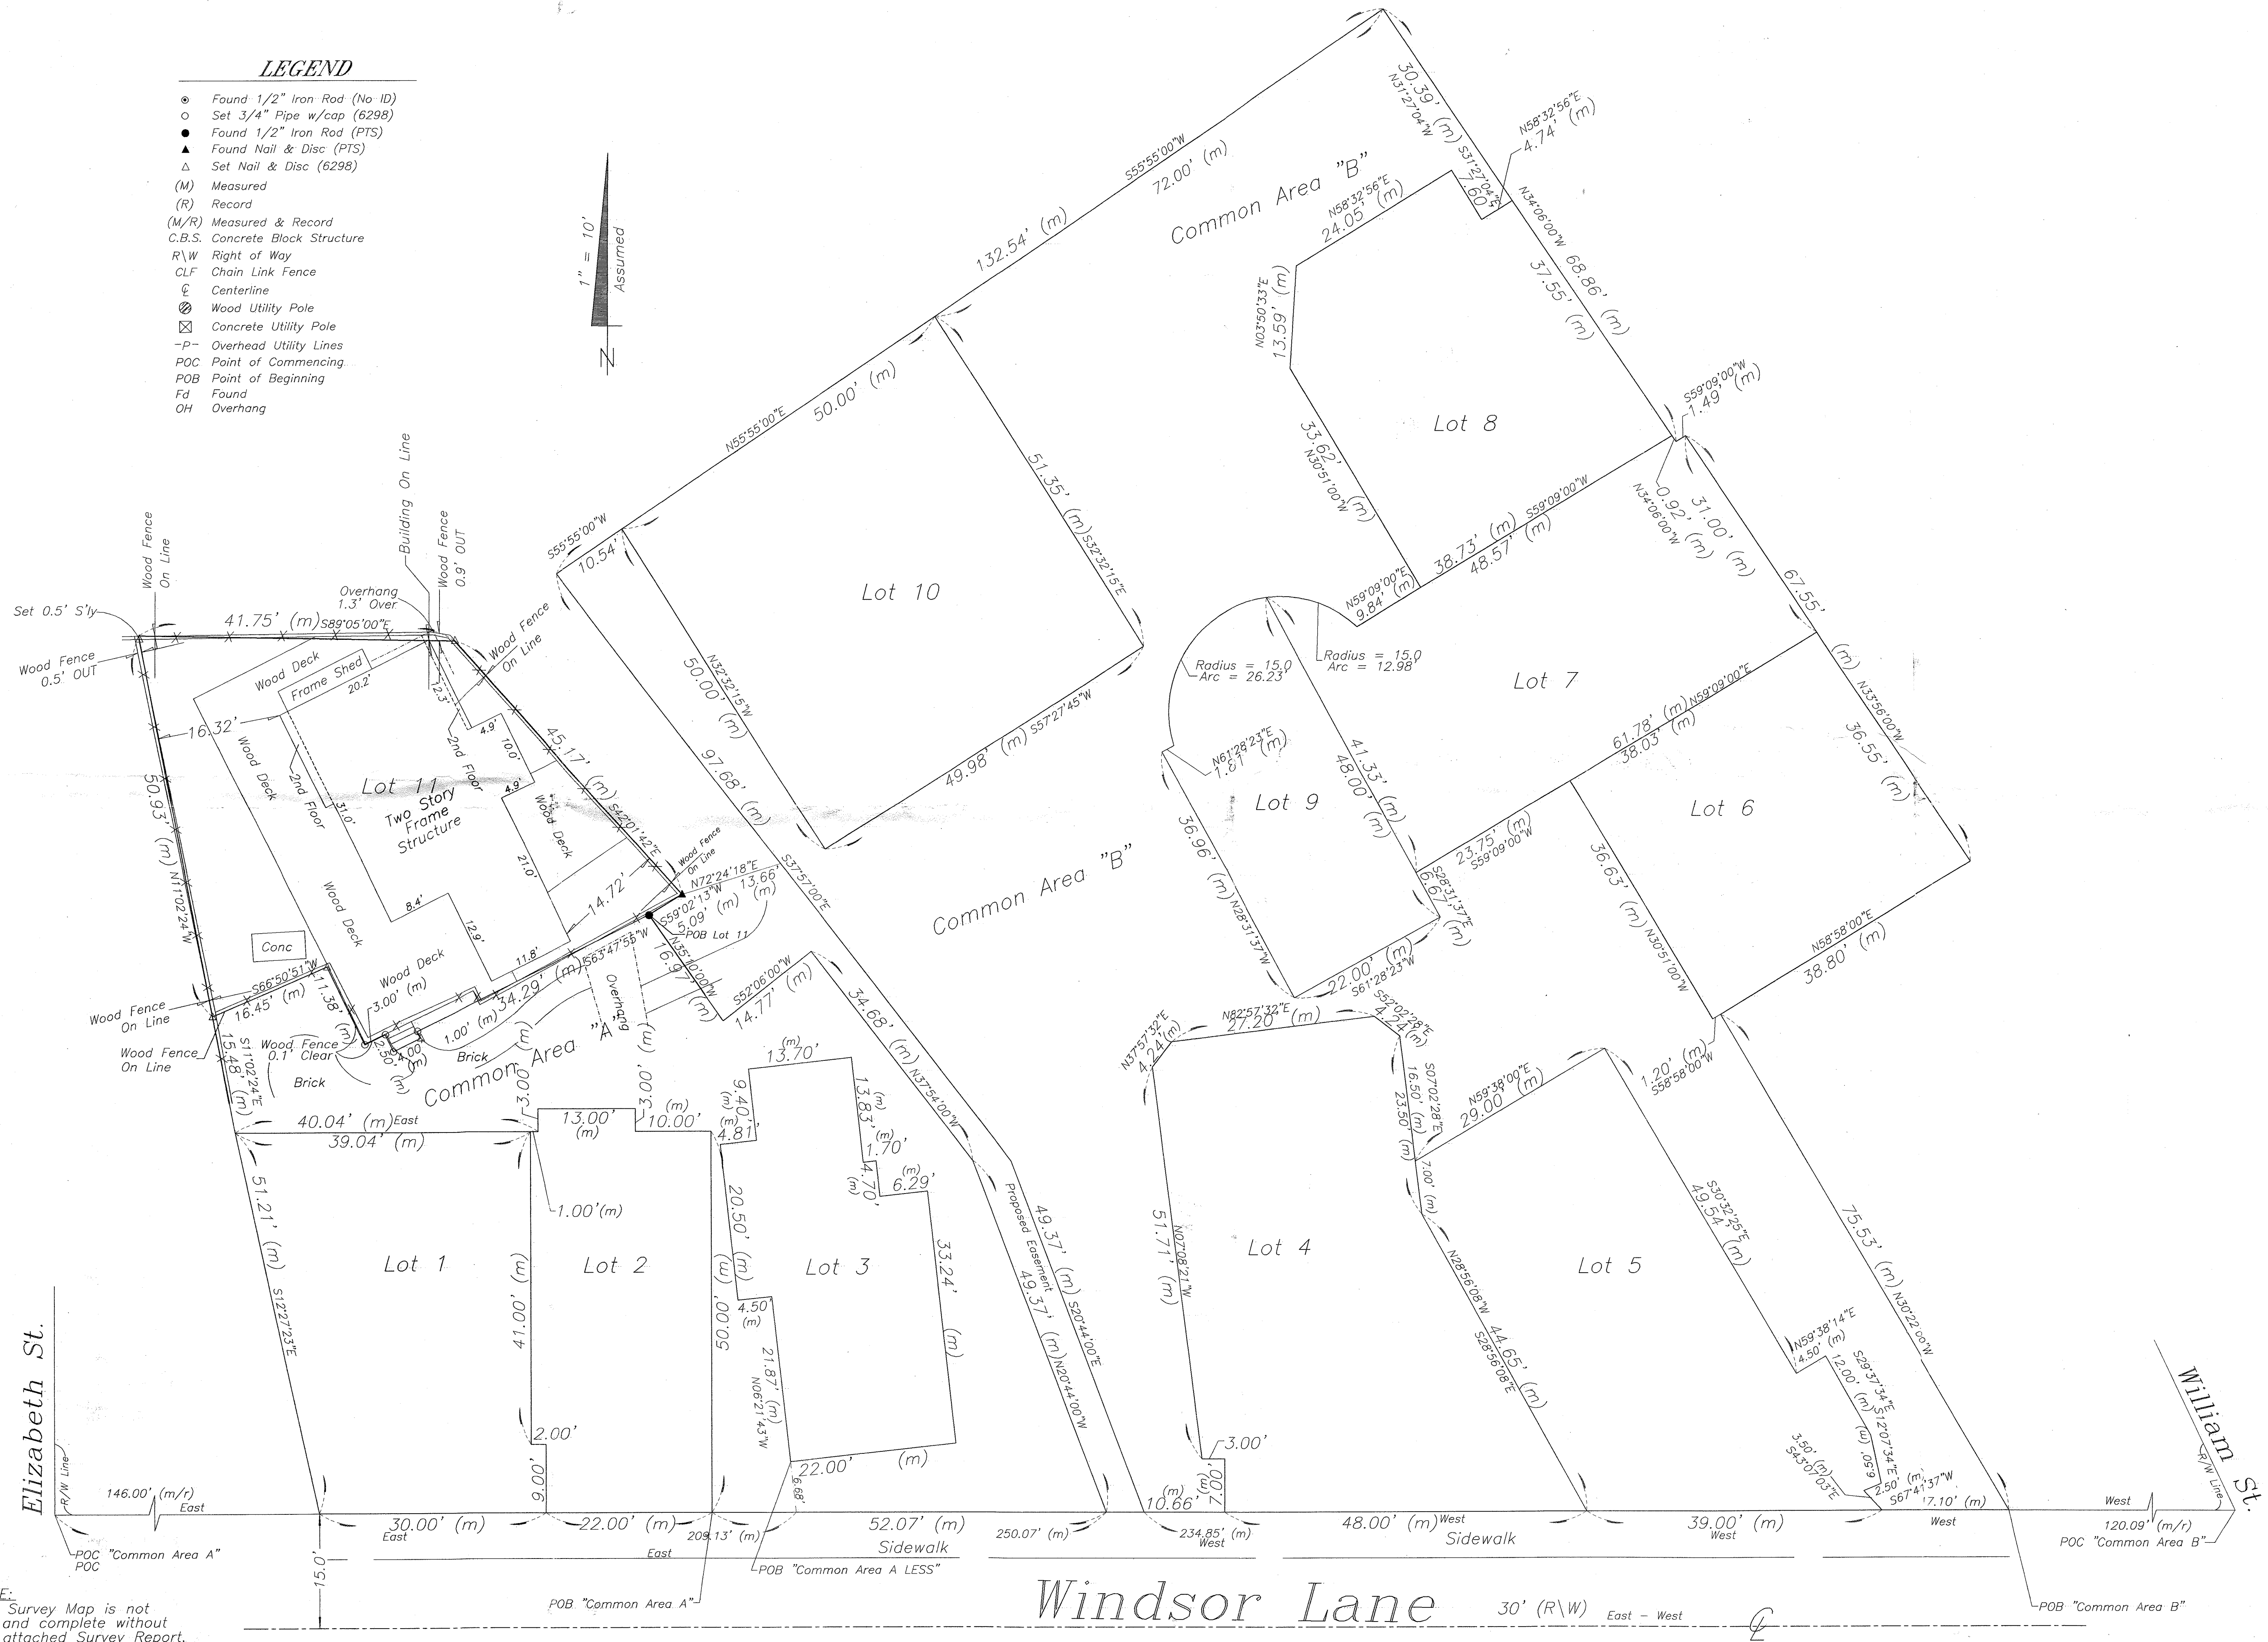 LEGEND
Found 1/2" Iron Rod (No ID)
Set 3/4" Pipe w/cap (6298)
Found 1/2" Iron Rod (PTS)
Found Nail & Disc (PTS)
Set Nail & Disc (6298)
(M) Measured
(R) Record
(M/R) Measured & Record
C.B.S. Concrete Block Structure
R\W Right of Way
CLF Chain Link Fence
℄ Centerline
Wood Utility Pole
Concrete Utility Pole
-P- Overhead Utility Lines
POC Point of Commencing
POB Point of Beginning
Fd Found
OH Overhang
1" = 10'
Assumed
N
S55°55'00"W
72.00' (m)
132.54' (m)
Common Area "B"
30.39' (m)
N31°27'04"W
S31°27'04"E
7.60'
N58°32'56"E
4.74' (m)
N58°32'56"E
24.05' (m)
N34°06'00"W
68.86' (m)
37.55' (m)
N03°50'33"E
13.59' (m)
33.62' (m)
N30°51'00"W
Lot 8
S59°09'00"W
1.49' (m)
0.92' (m)
N34°06'00"W
31.00' (m)
67.55' (m)
N33°56'00"W
36.55' (m)
38.73' (m)
S59°09'00"W
48.57' (m)
N59°09'00"E
9.84' (m)
Radius = 15.0
Arc = 12.98'
Radius = 15.0
Arc = 26.23'
Lot 7
61.78' (m)
N59°09'00"E
38.03' (m)
N55°55'00"E
50.00' (m)
S55°55'00"W
10.54'
51.35' (m)
S32°32'15"E
Lot 10
N32°32'15"W
50.00' (m)
49.98' (m)
S57°27'45"W
97.68' (m)
S37°57'00"E
Common Area "B"
N61°28'23"E
1.81' (m)
Lot 9
41.33' (m)
48.00' (m)
36.96' (m)
N28°31'37"W
S28°31'37"E
6.67' (m)
22.00' (m)
S61°28'23"W
23.75' (m)
S59°09'00"W
Lot 6
36.63' (m)
N30°51'00"W
N58°58'00"E
38.80' (m)
1.20' (m)
S58°58'00"W
Wood Fence
On Line
Building On Line
Wood Fence
0.9' OUT
Set 0.5' S'ly
Overhang
1.3' Over
41.75' (m)
S89°05'00"E
Wood Fence
0.5' OUT
Wood Fence
On Line
Wood Deck
Frame Shed
20.2'
12.3'
4.9'
2nd Floor
10.0'
4.9'
16.32'
Wood Deck
2nd Floor
31.0'
Lot 11
Two Story
Frame
Structure
Wood Deck
21.0'
45.17' (m)
S42°01'42"E
50.93' (m)
N11°02'24"W
Wood Fence
On Line
N72°24'18"E
13.66' (m)
S59°02'13"W
5.09' (m)
POB Lot 11
14.72'
Wood Deck
8.4'
12.9'
11.8'
Conc
Wood Deck
S66°50'51"W
16.45' (m)
11.38' (m)
3.00' (m)
S63°47'55"W
34.29' (m)
1.00' (m)
2.50' (m)
4.00' (m)
Wood Fence
On Line
Wood Fence
On Line
Wood Fence
0.1' Clear
Brick
Brick
Overhang
Common Area "A"
N35°10'00"W
16.97' (m)
S52°06'00"W
14.77' (m)
34.68' (m)
N37°54'00"W
S11°02'24"E
15.48' (m)
40.04' (m)
East
39.04' (m)
3.00' (m)
13.00'
(m)
3.00' (m)
(m)
10.00'
1.00'(m)
51.21' (m)
S12°27'23"E
Lot 1
41.00' (m)
2.00'
9.00'
Lot 2
50.00' (m)
(m)
13.70'
9.40'
(m)
(m)
4.81'
13.83'
(m)
(m)
1.70'
4.70'
(m)
(m)
6.29'
20.50' (m)
4.50'
(m)
21.87' (m)
N06°21'43"W
Lot 3
33.24' (m)
22.00' (m)
6.68'
Proposed Easement
49.37' (m)
S20°44'00"E
49.37' (m)
N20°44'00"W
N82°57'32"E
27.20' (m)
N37°57'32"E
4.24' (m)
S52°02'28"E
4.24' (m)
S07°02'28"E
16.50' (m)
23.50' (m)
7.00' (m)
51.71' (m)
N07°08'21"W
Lot 4
3.00'
7.00'
(m)
(m)
10.66'
N59°38'00"E
29.00' (m)
Lot 5
S30°32'25"E
49.54' (m)
N28°56'08"W
44.65' (m)
S28°56'08"E
N59°38'14"E
4.50' (m)
S29°37'34"E
12.00' (m)
S12°07'34"E
6.50' (m)
2.50' (m)
S67°41'37"W
3.50' (m)
S43°07'03"E
7.10' (m)
75.53' (m)
N30°22'00"W
Elizabeth St.
R/W Line
146.00' (m/r)
East
POC "Common Area A"
POC
15.0'
30.00' (m)
East
22.00' (m)
209.13' (m)
East
52.07' (m)
Sidewalk
250.07' (m)
234.85' (m)
West
48.00' (m)
West
Sidewalk
39.00' (m)
West
West
West
120.09' (m/r)
William St.
R/W Line
POC "Common Area B"
POB "Common Area A LESS"
POB "Common Area A"
POB "Common Area B"
Windsor Lane
30' (R\W)
East - West
℄
E:
Survey Map is not
and complete without
attached Survey Report.